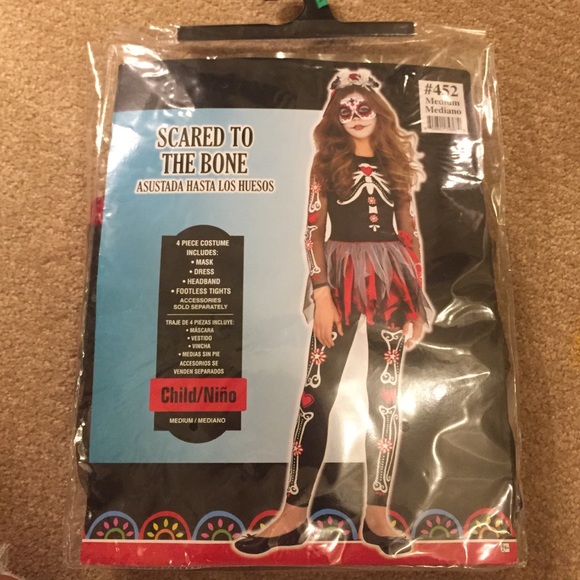 #452
Medium
Mediano
SCARED TO
THE BONE
ASUSTADA HASTA LOS HUESOS
4 PIECE COSTUME
INCLUDES:
• MASK
• DRESS
• HEADBAND
• FOOTLESS TIGHTS
ACCESSORIES
SOLD SEPARATELY
TRAJE DE 4 PIEZAS INCLUYE:
• MÁSCARA
• VESTIDO
• VINCHA
• MEDIAS SIN PIE
ACCESORIOS SE
VENDEN SEPARADOS
Child/Niño
MEDIUM / MEDIANO